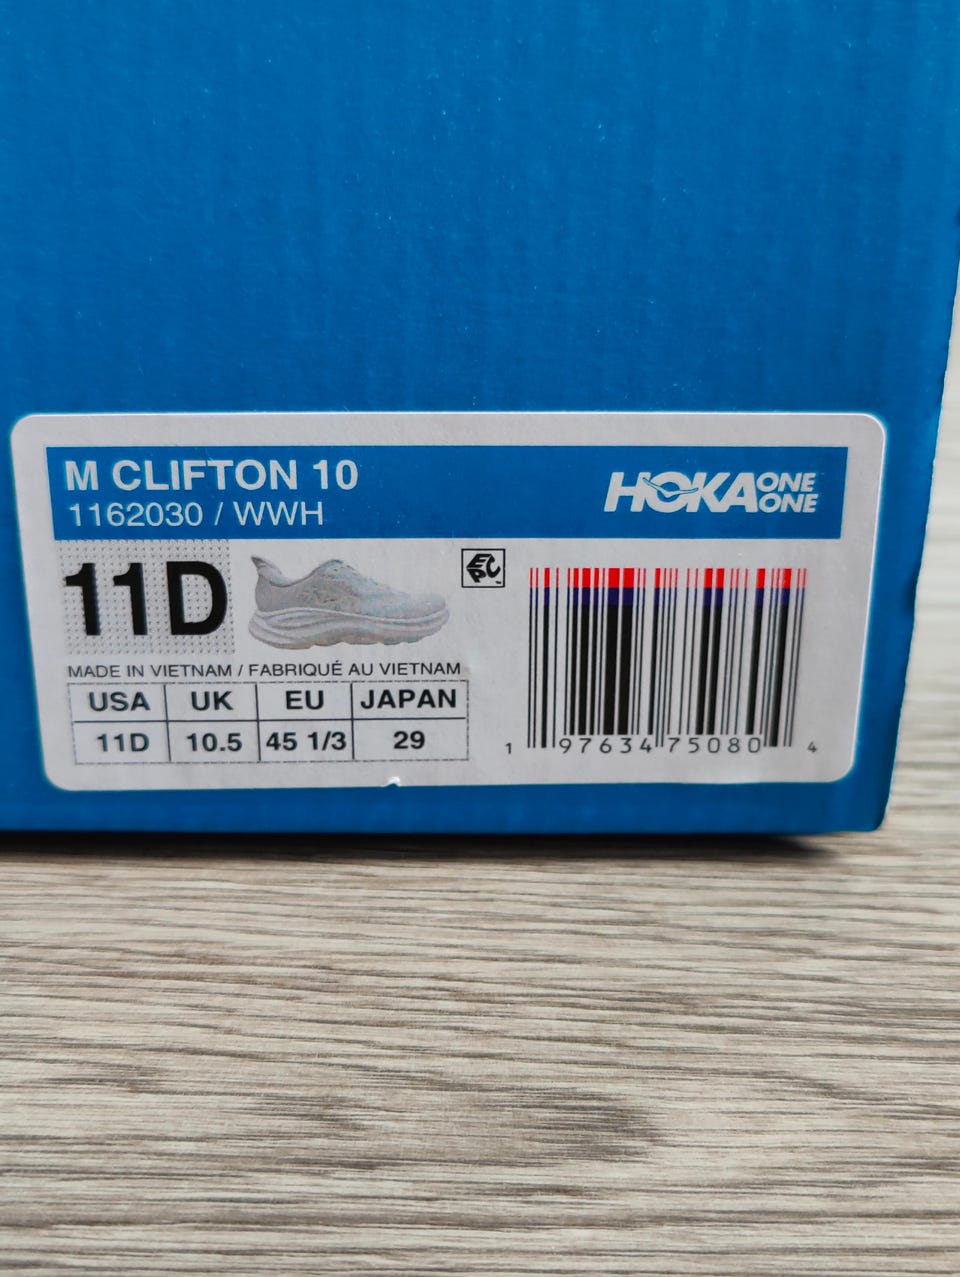 M CLIFTON 10
1162030 / WWH
HOKA ONE ONE
11D
EPC
MADE IN VIETNAM / FABRIQUÉ AU VIETNAM
USA UK EU JAPAN
11D 10.5 45 1/3 29
1 97634 75080 4